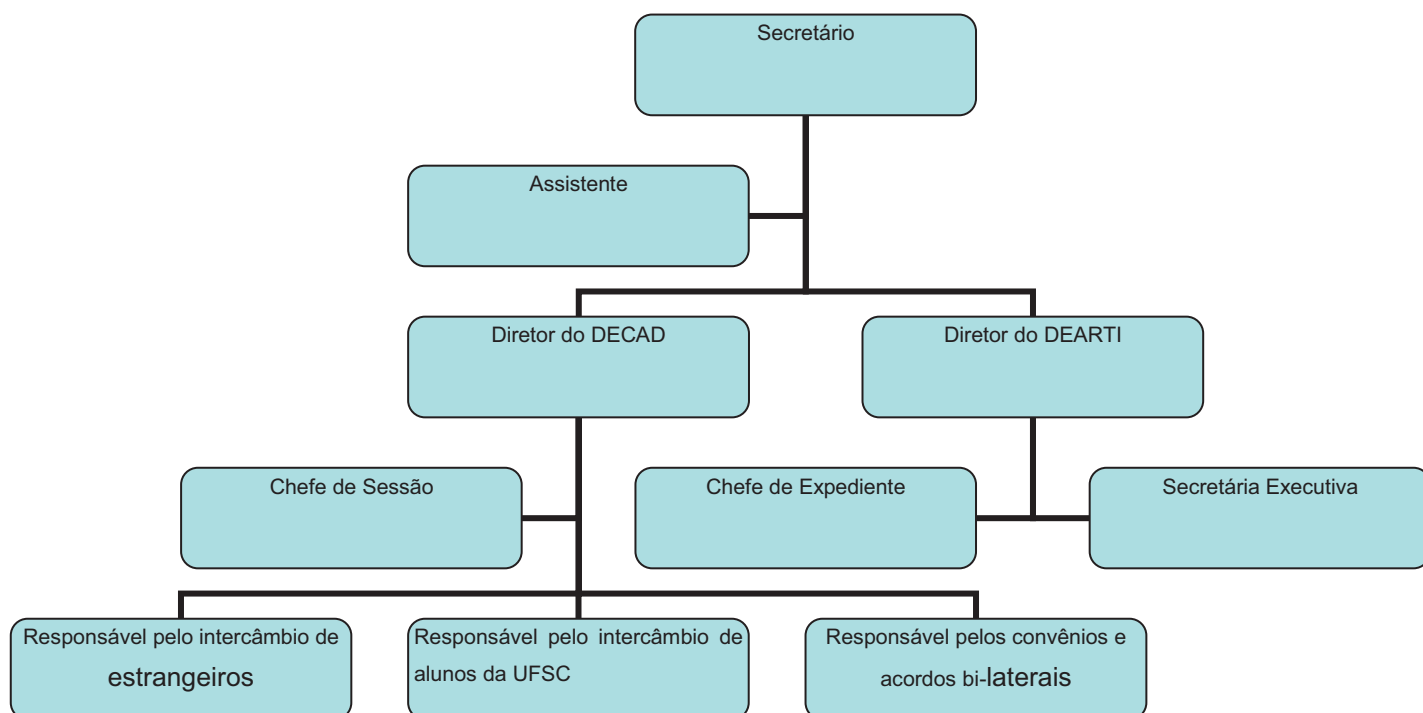 Secretário
Assistente
Diretor do DECAD
Diretor do DEARTI
Chefe de Sessão
Chefe de Expediente
Secretária Executiva
Responsável pelo intercâmbio de
estrangeiros
Responsável pelo intercâmbio de
alunos da UFSC
Responsável pelos convênios e
acordos bi-laterais